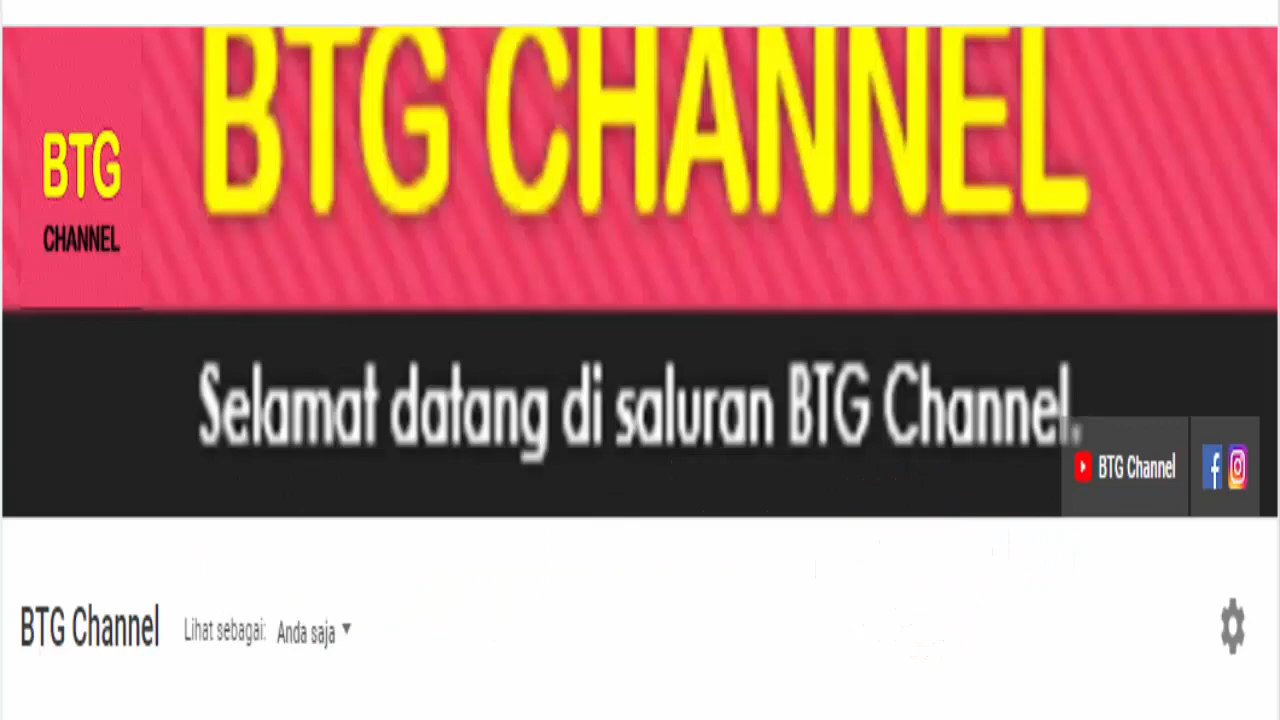 BTG CHANNEL
BTG
CHANNEL
Selamat datang di saluran BTG Channel.
BTG Channel
BTG Channel Lihat sebagai: Anda saja